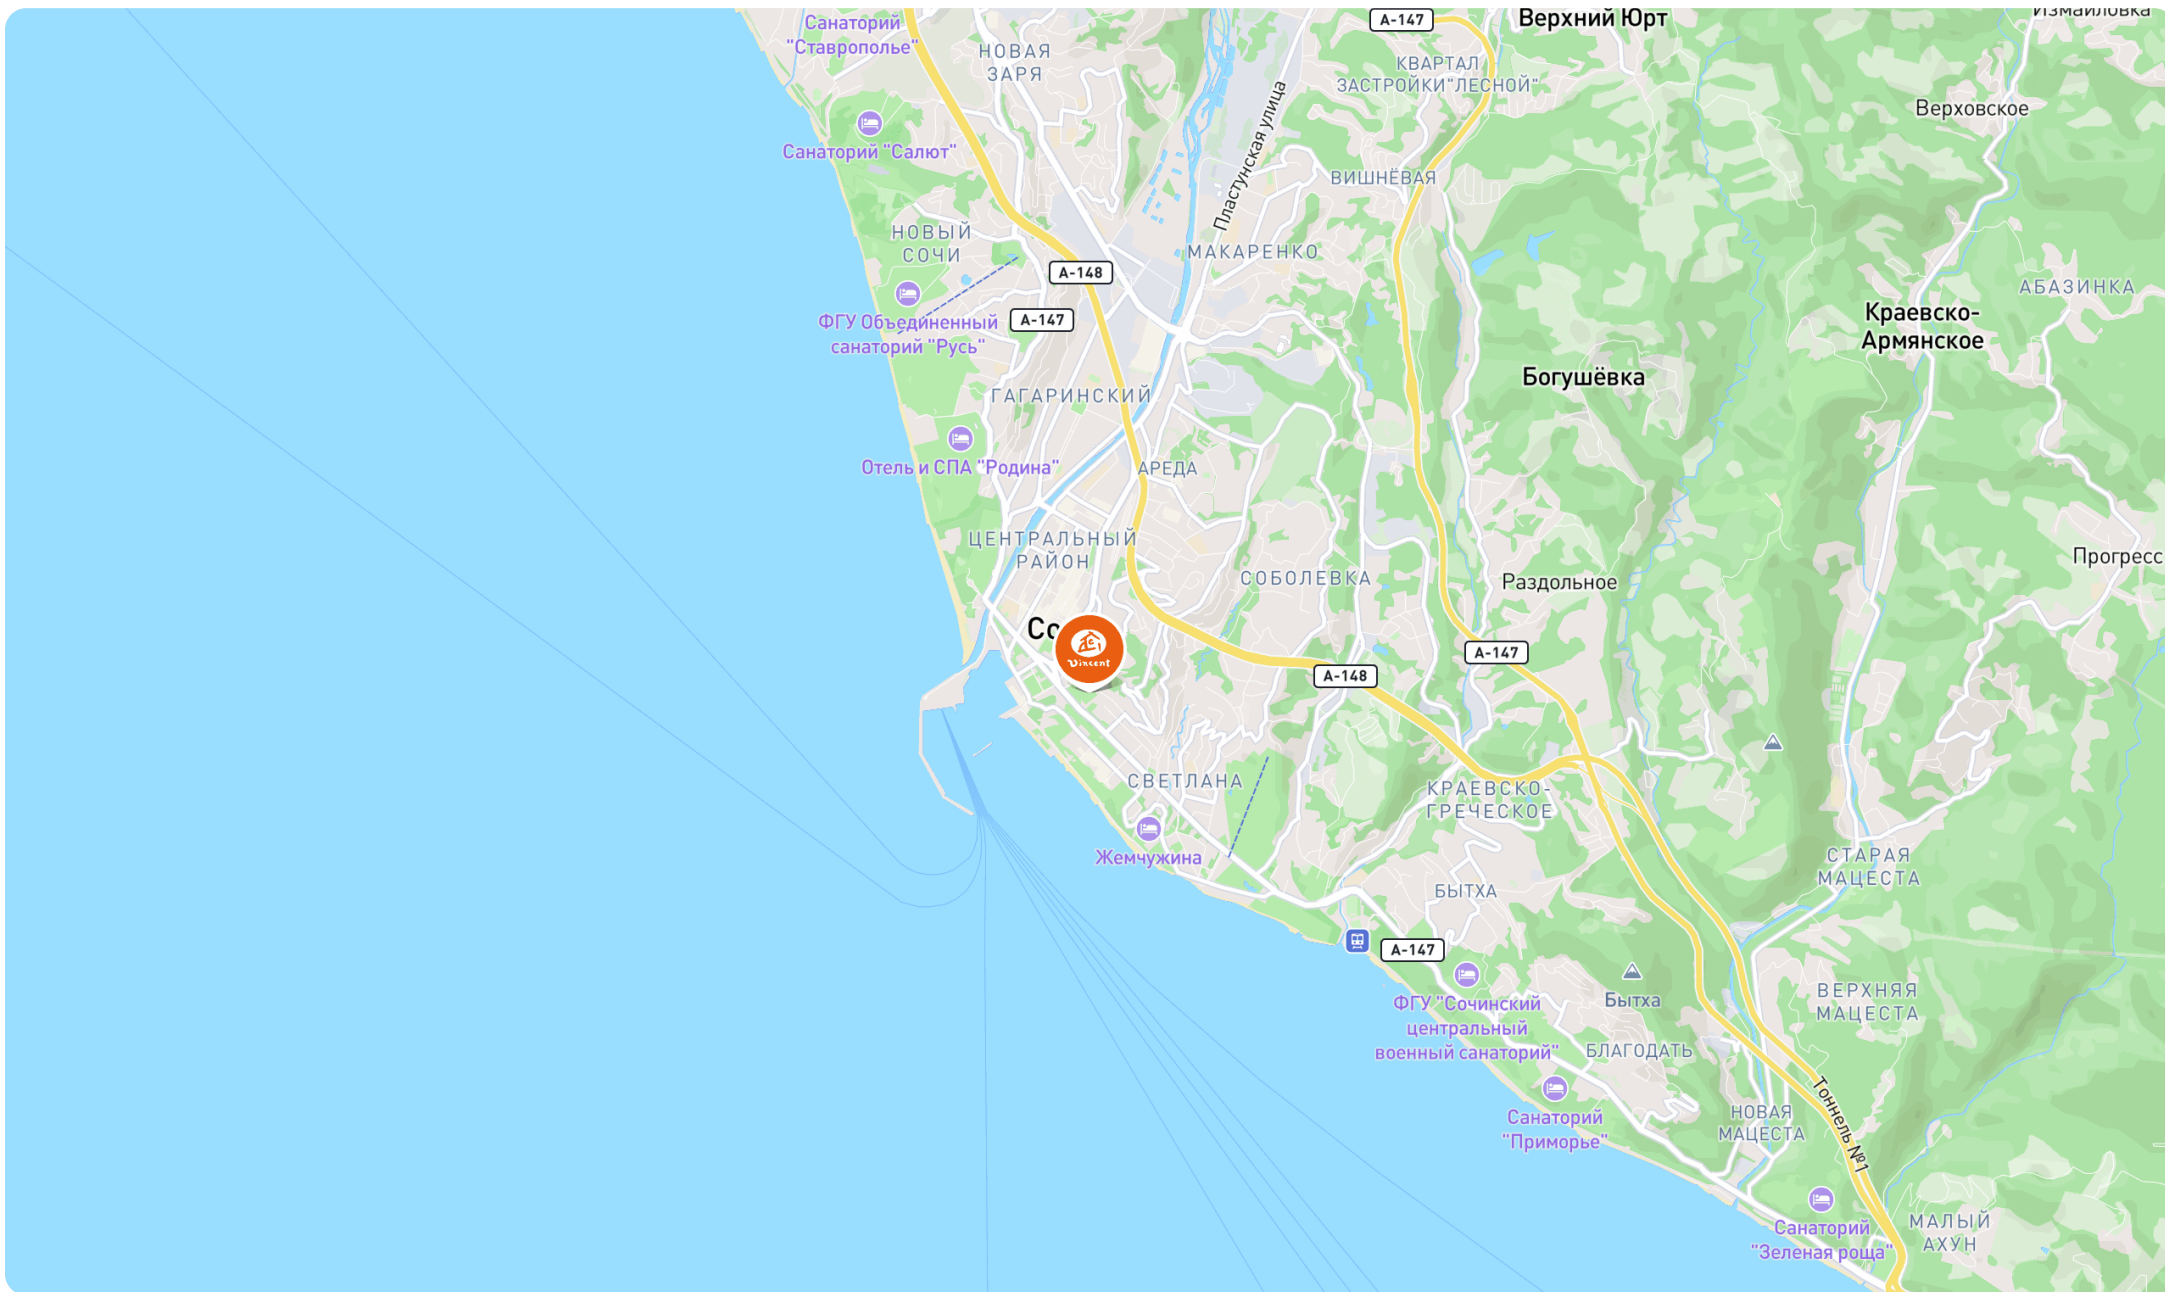 Санаторий
"Ставрополье"
НОВАЯ
ЗАРЯ
А-147
Верхний Юрт
Измайловка
КВАРТАЛ
ЗАСТРОЙКИ"ЛЕСНОЙ"
Верховское
Санаторий "Салют"
Пластунская улица
ВИШНЁВАЯ
НОВЫЙ
СОЧИ
МАКАРЕНКО
А-148
АБАЗИНКА
ФГУ Объединенный
санаторий "Русь"
А-147
Краевско-
Армянское
Богушёвка
ГАГАРИНСКИЙ
Отель и СПА "Родина"
АРЕДА
ЦЕНТРАЛЬНЫЙ
РАЙОН
Прогресс
СОБОЛЕВКА
Раздольное
Со
Vincent
А-147
А-148
СВЕТЛАНА
КРАЕВСКО-
ГРЕЧЕСКОЕ
Жемчужина
СТАРАЯ
МАЦЕСТА
БЫТХА
А-147
ФГУ "Сочинский
центральный
военный санаторий"
Бытха
ВЕРХНЯЯ
МАЦЕСТА
БЛАГОДАТЬ
Санаторий
"Приморье"
НОВАЯ
МАЦЕСТА
Тоннель №1
Санаторий
"Зеленая роща"
МАЛЫЙ
АХУН